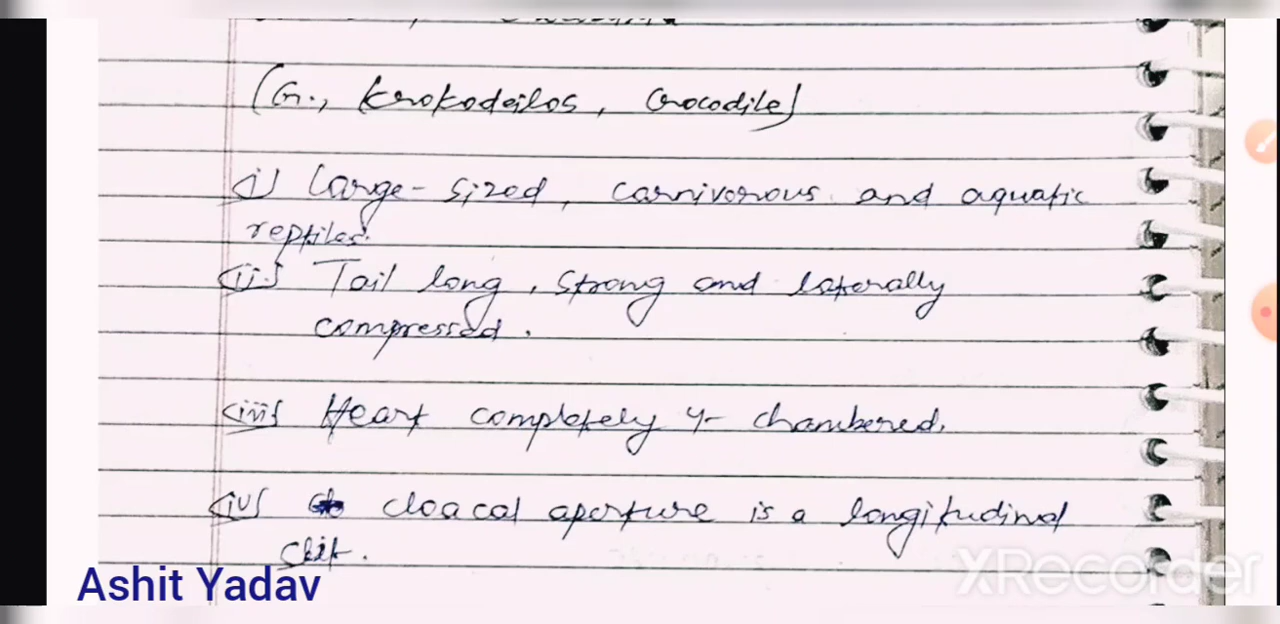 (G., Krokodeilos, Crocodile)
<i> Large-sized, carnivorous and aquatic
reptiles.
<ii> Tail long, strong and laterally
compressed.
<iii> Heart completely 4-chambered.
<iv> cloacal aperture is a longitudinal
slit.
Ashit Yadav
XRecorder